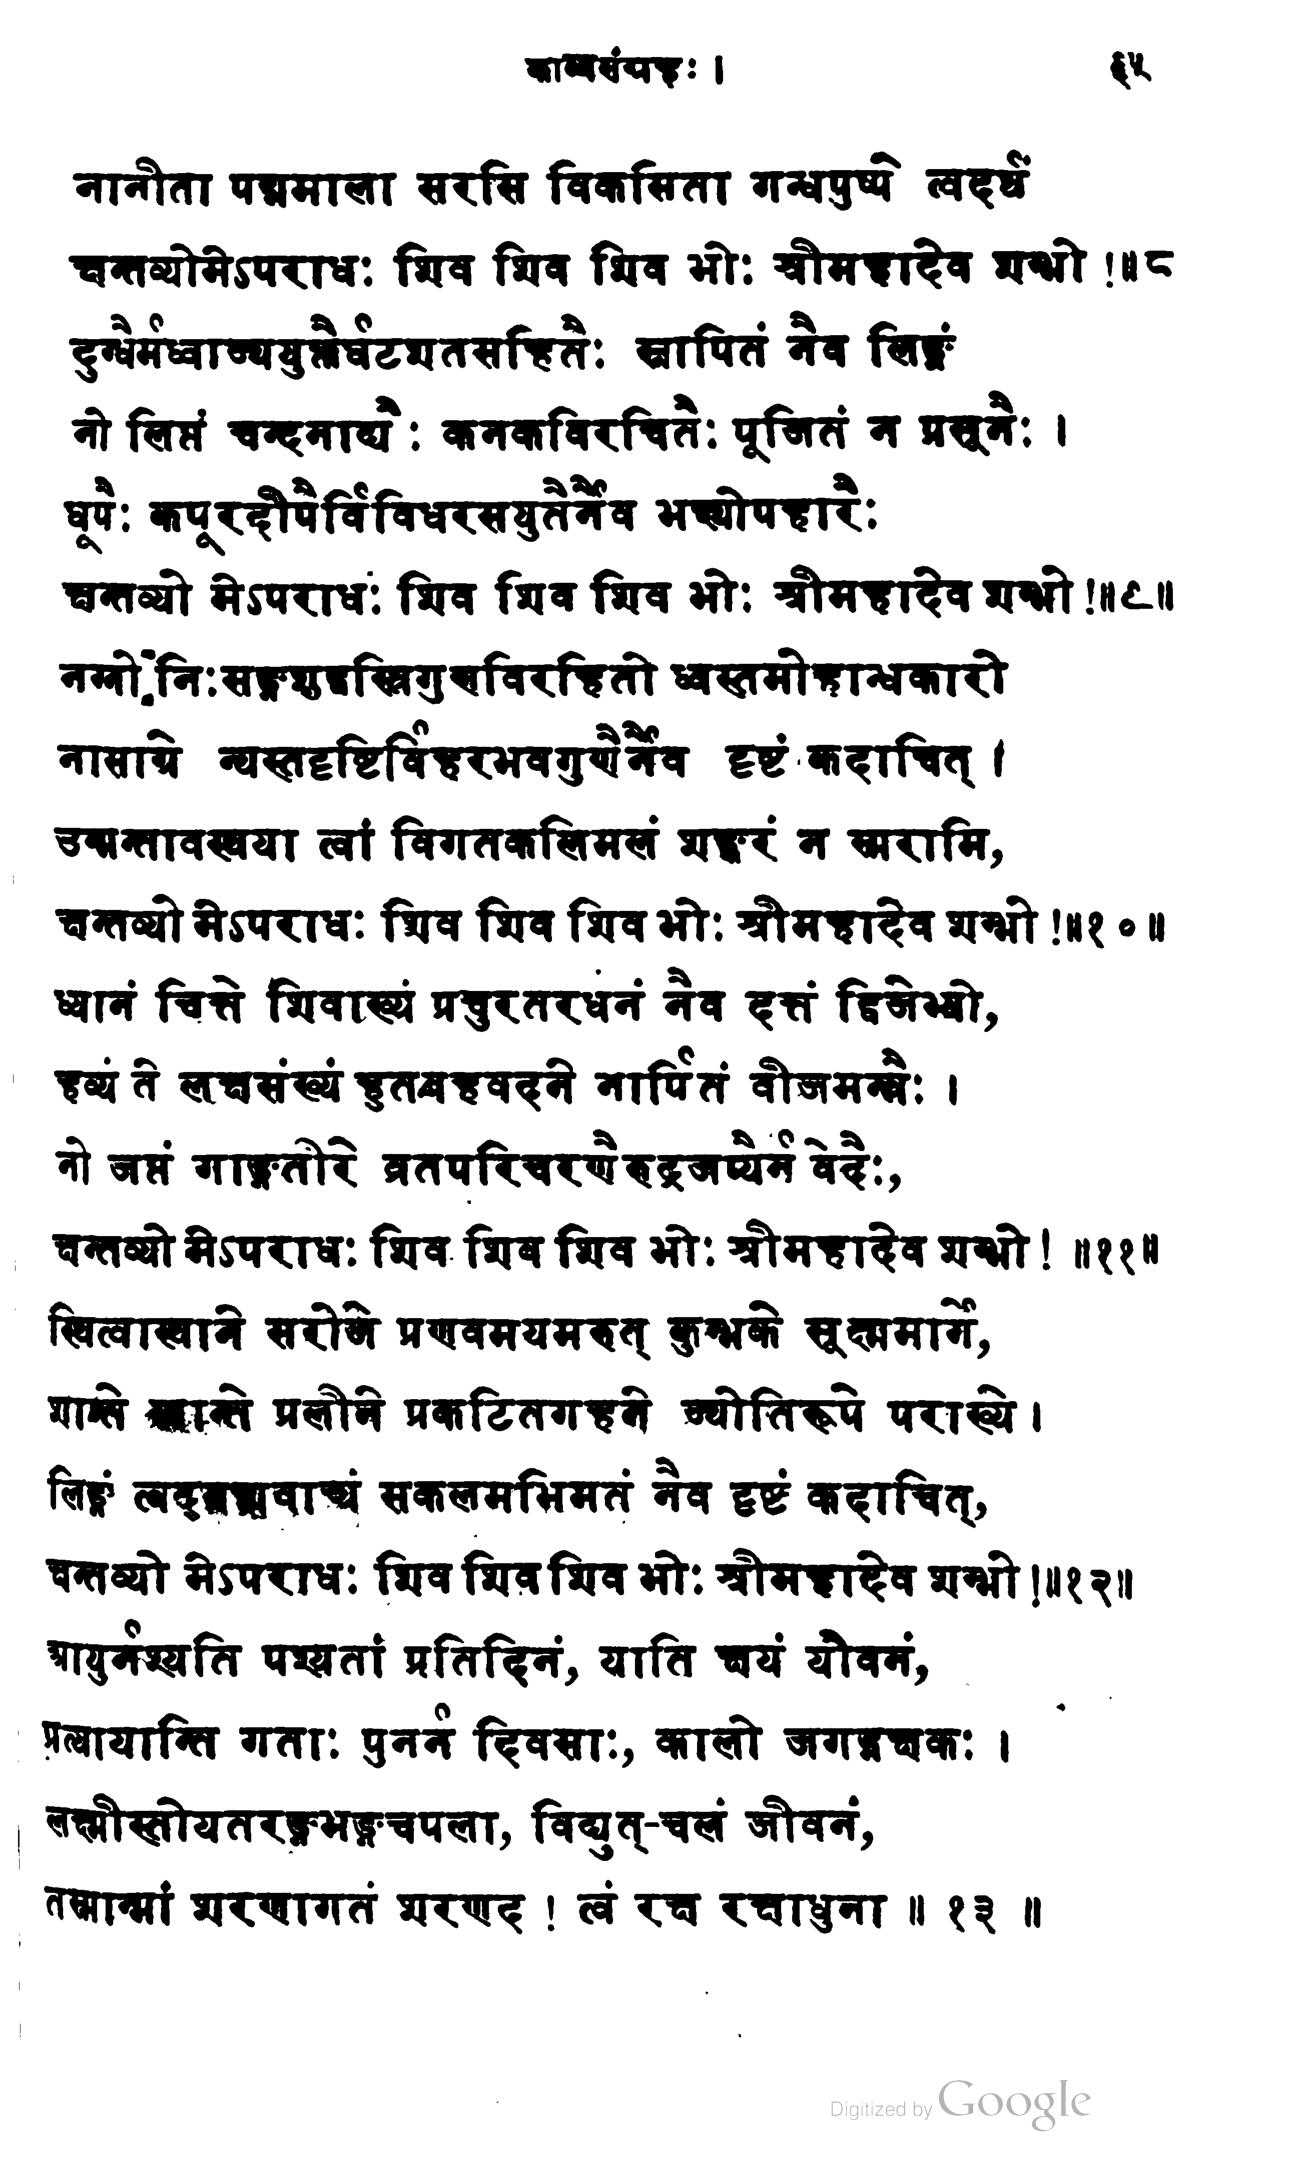 काव्यसंग्रहः । ६५
नानीता पद्ममाला सरसि विकसिता गन्धपुष्ये त्वदर्थं
क्षन्तव्योमेऽपराधः शिव शिव शिव भोः श्रीमहादेव शम्भो !॥८
दुग्धैर्मध्वाज्ययुक्तैर्घटशतसहितैः स्नापितं नैव लिङ्गं
नो लिप्तं चन्दनाद्यैः कनकविरचितैः पूजितं न प्रसूनैः ।
धूपैः कपूरदीपैर्विविधरसयुतैर्नैव भक्ष्योपहारैः
क्षन्तव्यो मेऽपराधः शिव शिव शिव भोः श्रीमहादेव शम्भो !॥९॥
नग्नो निःसङ्गशुद्धस्त्रिगुणविरहितो ध्वस्तमोहान्धकारो
नासाग्रे न्यस्तदृष्टिर्विहरभवगुणैर्नैव दृष्टं कदाचित् ।
उन्मन्तावस्थया त्वां विगतकलिमलं शङ्करं न स्मरामि,
क्षन्तव्यो मेऽपराधः शिव शिव शिव भोः श्रीमहादेव शम्भो !॥१०॥
ध्यानं चित्ते शिवाख्यं प्रचुरतरधनं नैव दत्तं द्विजेभ्यो,
हव्यं ते लक्षसंख्यं हुतवहवदने नार्पितं वीजमन्त्रैः ।
नो जप्तं गाङ्गतीरे व्रतपरिचरणैरुद्रजप्यैर्न वेदैः,
क्षन्तव्यो मेऽपराधः शिव शिव शिव भोः श्रीमहादेव शम्भो ! ॥११॥
स्थित्वास्थाने सरोजे प्रणवमयमरुत् कुम्भके सूक्ष्ममार्गे,
शान्ते स्वान्ते प्रलीने प्रकटितगहने ज्योतिरूपे पराख्ये ।
लिङ्गं त्वद्ब्रह्मवाच्यं सकलमभिमतं नैव दृष्टं कदाचित्,
क्षन्तव्यो मेऽपराधः शिव शिव शिव भोः श्रीमहादेव शम्भो !॥१२॥
आयुर्नश्यति पश्यतां प्रतिदिनं, याति क्षयं यौवनं,
प्रत्यायान्ति गताः पुनर्न दिवसाः, कालो जगद्भक्षकः ।
लक्ष्मीस्तोयतरङ्गभङ्गचपला, विद्युत्-चलं जीवनं,
तस्मान्मां शरणागतं शरणद ! त्वं रक्ष रक्षाधुना ॥ १३ ॥
Digitized by Google